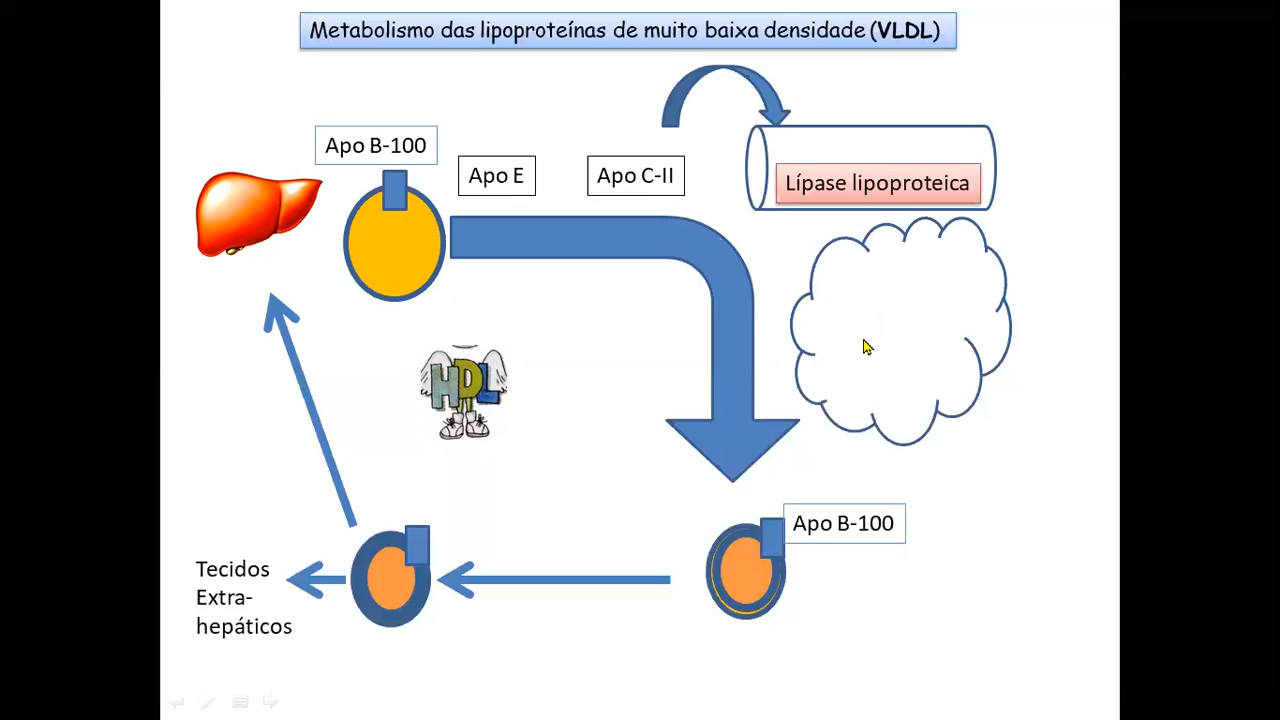 Metabolismo das lipoproteínas de muito baixa densidade (VLDL)
Apo B-100
Apo E
Apo C-II
Lípase lipoproteica
HDL
Apo B-100
Tecidos
Extra-
hepáticos